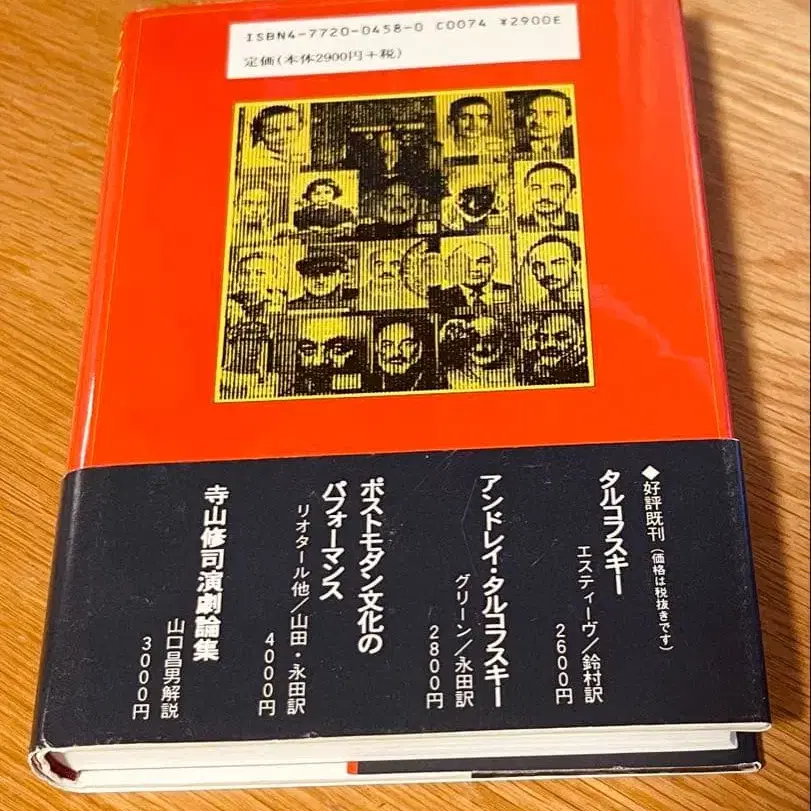 ISBN4-7720-0458-0 C0074 ¥2900E
定価(本体2900円+税)
◆好評既刊(価格は税抜きです)
タルコフスキー
エスティーヴ/鈴村訳
2600円
アンドレイ・タルコフスキー
グリーン/永田訳
2800円
ポストモダン文化の
パフォーマンス
リオタール他/山田・永田訳
4000円
寺山修司演劇論集
山口昌男解説
3000円